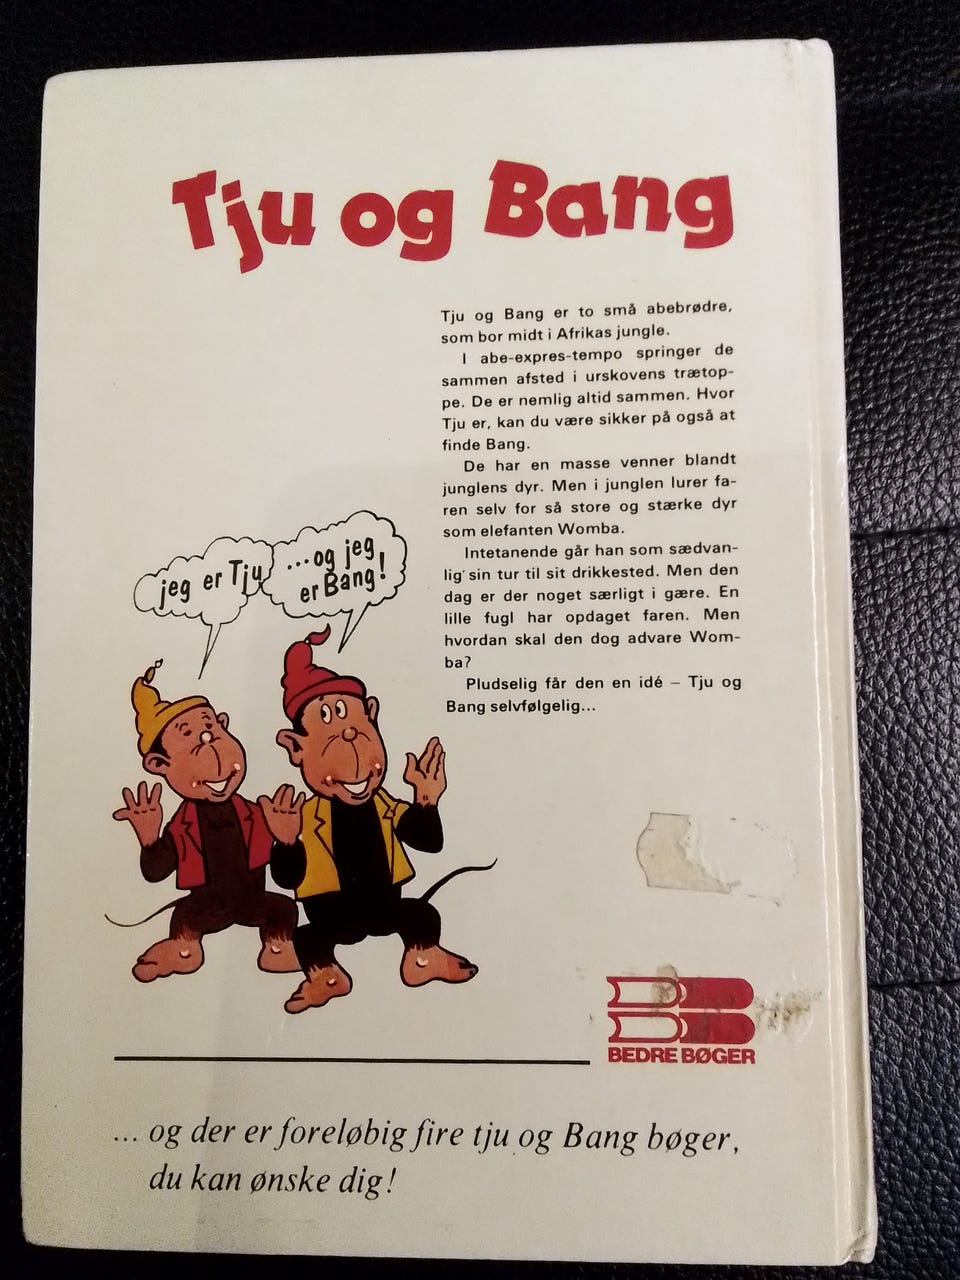 Tju og Bang
Tju og Bang er to små abebrødre,
som bor midt i Afrikas jungle.
I abe-expres-tempo springer de
sammen afsted i urskovens trætop-
pe. De er nemlig altid sammen. Hvor
Tju er, kan du være sikker på også at
finde Bang.
De har en masse venner blandt
junglens dyr. Men i junglen lurer fa-
ren selv for så store og stærke dyr
som elefanten Womba.
Intetanende går han som sædvan-
lig sin tur til sit drikkested. Men den
dag er der noget særligt i gære. En
lille fugl har opdaget faren. Men
hvordan skal den dog advare Wom-
ba?
Pludselig får den en idé – Tju og
Bang selvfølgelig...
jeg er Tju
...og jeg
er Bang!
BEDRE BØGER
... og der er foreløbig fire tju og Bang bøger,
du kan ønske dig!